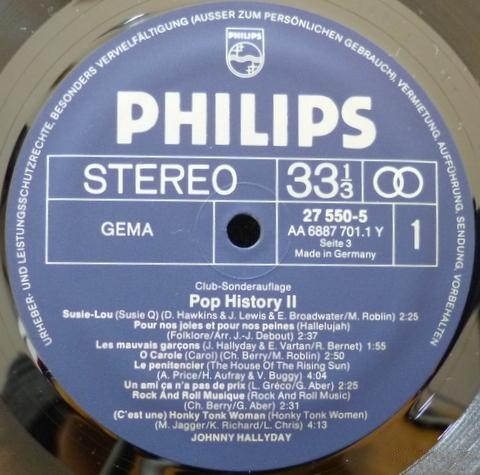 URHEBER- UND LEISTUNGSSCHUTZRECHTE, BESONDERS VERVIELFÄLTIGUNG (AUSSER ZUM PERSÖNLICHEN GEBRAUCH), VERMIETUNG, AUFFÜHRUNG, SENDUNG, VORBEHALTEN
PHILIPS
PHILIPS
STEREO 33 1/3
GEMA
27 550-5
AA 6887 701.1 Y
Seite 3
Made in Germany
1
Club-Sonderauflage
Pop History II
Susie-Lou (Susie Q) (D. Hawkins & J. Lewis & E. Broadwater/M. Roblin) 2:25
Pour nos joies et pour nos peines (Hallelujah)
(Folklore/Arr. J.-J. Debout) 2:37
Les mauvais garçons (J. Hallyday & E. Vartan/R. Bernet) 1:55
O Carole (Carol) (Ch. Berry/M. Roblin) 2:50
Le penitencier (The House Of The Rising Sun)
(A. Price/H. Aufray & V. Buggy) 4:04
Un ami ça n'a pas de prix (L. Gréco/G. Aber) 2:25
Rock And Roll Musique (Rock And Roll Music)
(Ch. Berry/G. Aber) 2:31
(C'est une) Honky Tonk Woman (Honky Tonk Women)
(M. Jagger/K. Richard/L. Chris) 4:13
JOHNNY HALLYDAY